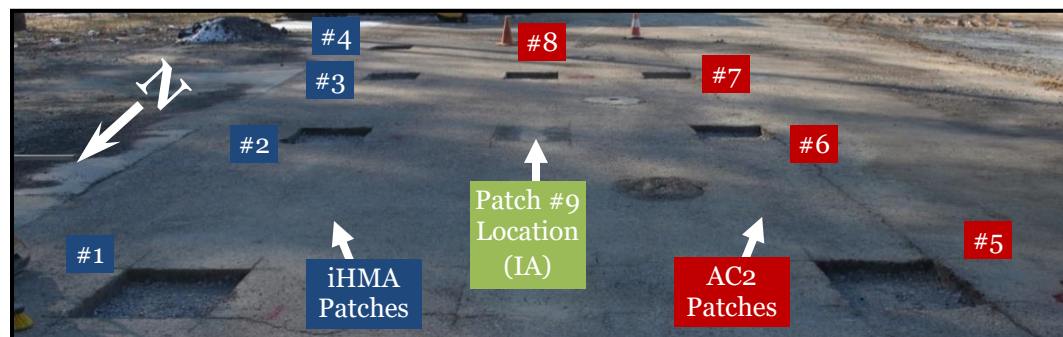 #4
#8
#3
#7
N
#2
#6
Patch #9
Location
(IA)
#1
#5
iHMA
Patches
AC2
Patches